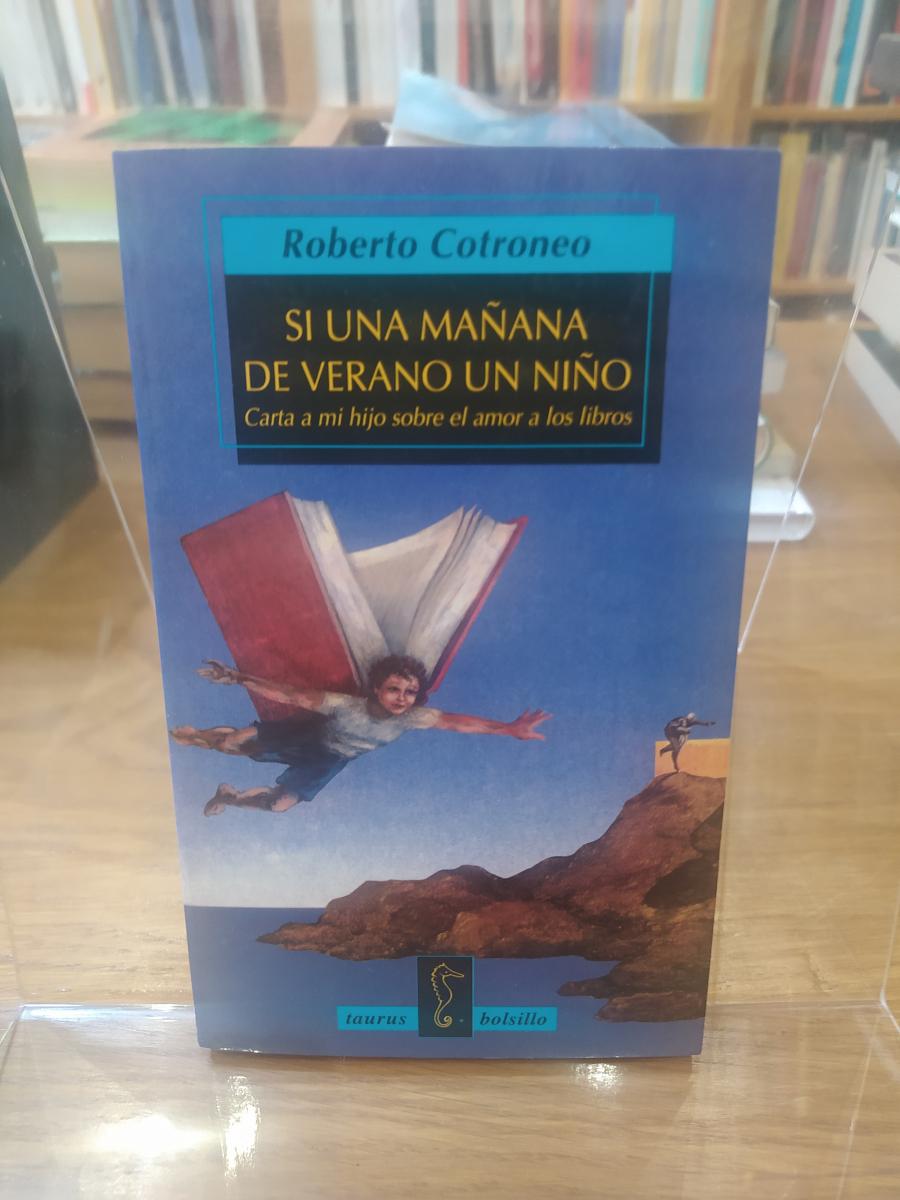 Roberto Cotroneo
SI UNA MAÑANA
DE VERANO UN NIÑO
Carta a mi hijo sobre el amor a los libros
taurus bolsillo